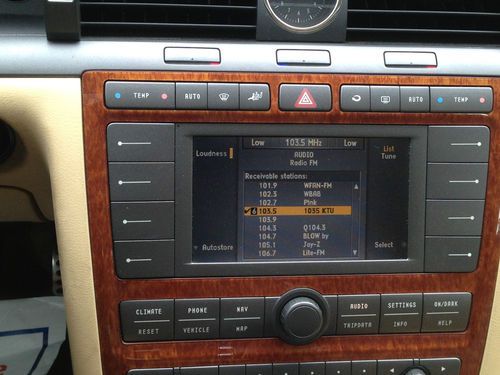 TEMP AUTO AUTO TEMP
Low 103.5 MHz Low
Loudness AUDIO List
Radio FM Tune
Receivable stations:
101.9 WFAN-FM
102.3 WBAB
102.7 P!nk
✓4 103.5 1035 KTU
103.9
104.3 Q104.3
104.7 BLOW by
105.1 Jay-Z
106.7 Lite-FM
Autostore Select
CLIMATE PHONE NAV AUDIO SETTINGS ON/DARK
RESET VEHICLE MAP TRIPDATA INFO HELP